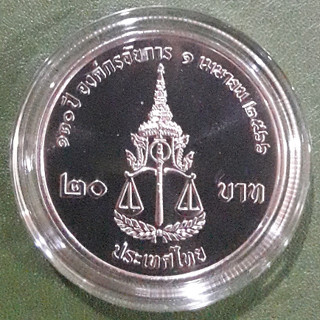 ๑๓๐ ปี องค์กรอัยการ ๑ เมษายน ๒๕๖๖
๒๐ บาท
ประเทศไทย